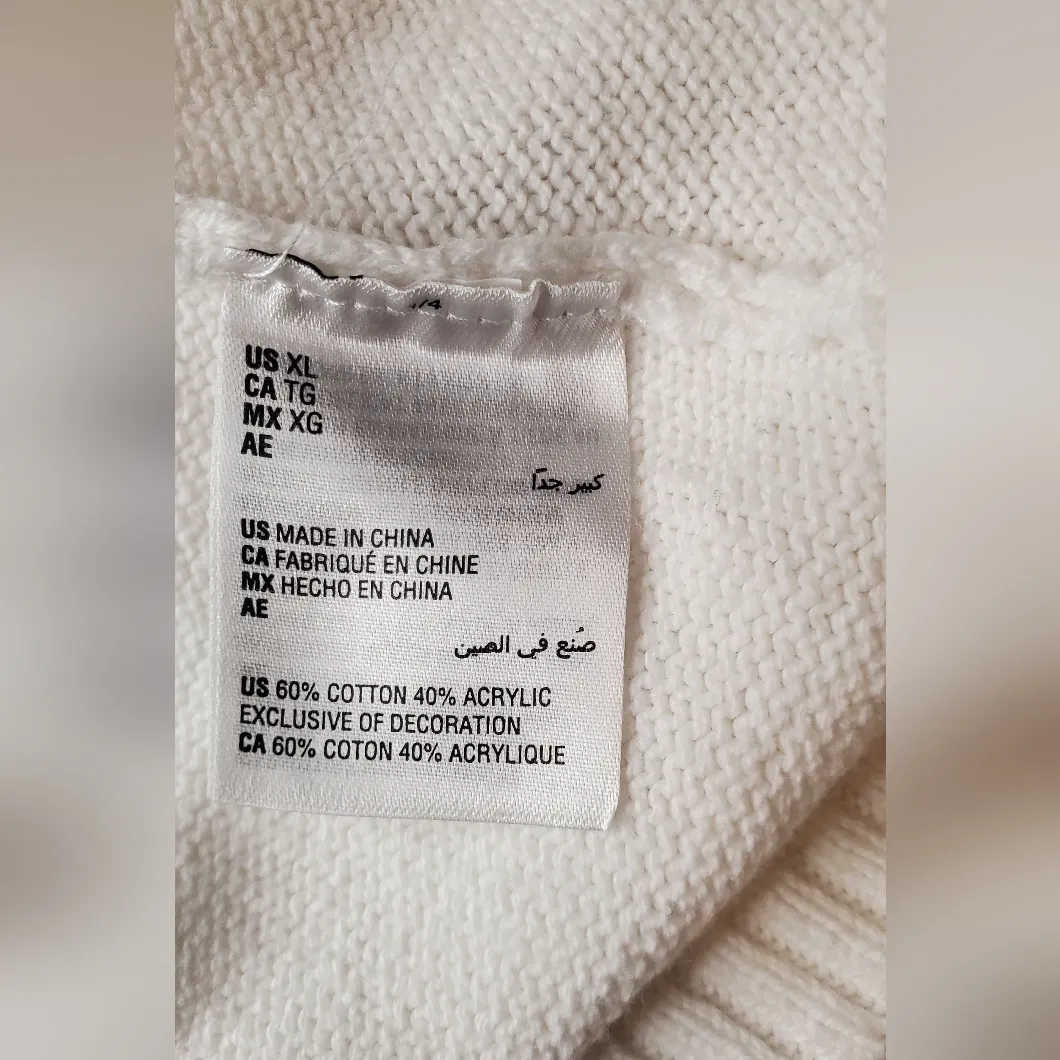 US XL
CA TG
MX XG
AE
كبير جدًا
US MADE IN CHINA
CA FABRIQUÉ EN CHINE
MX HECHO EN CHINA
AE
صُنع في الصين
US 60% COTTON 40% ACRYLIC
EXCLUSIVE OF DECORATION
CA 60% COTON 40% ACRYLIQUE